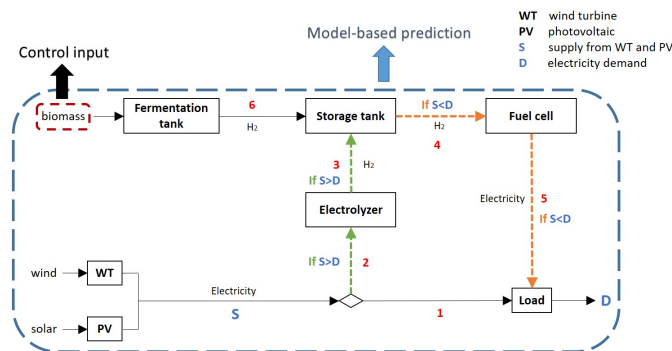 WT wind turbine
PV photovoltaic
S supply from WT and PV
D electricity demand
Control input
Model-based prediction
biomass
Fermentation
tank
6
H2
Storage tank
If S<D
H2
4
Fuel cell
3
H2
If S>D
Electrolyzer
If S>D
2
Electricity
5
If S<D
wind
WT
Electricity
S
solar
PV
1
Load
D